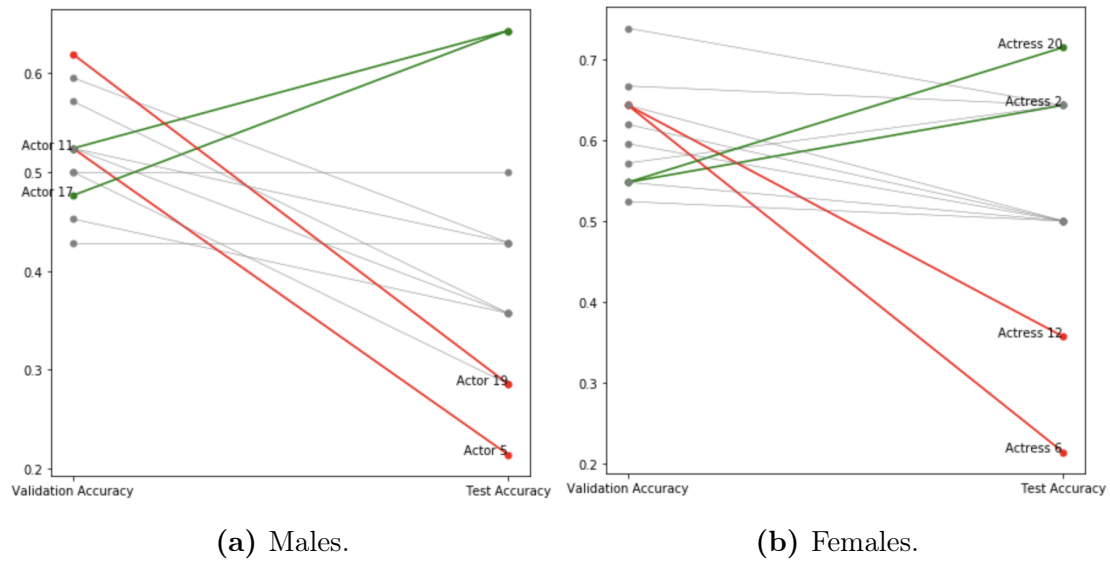 0.6
0.5
0.4
0.3
0.2
Actor 11
Actor 17
Actor 19
Actor 5
Validation Accuracy
Test Accuracy
(a) Males.
0.7
0.6
0.5
0.4
0.3
0.2
Actress 20
Actress 2
Actress 12
Actress 6
Validation Accuracy
Test Accuracy
(b) Females.